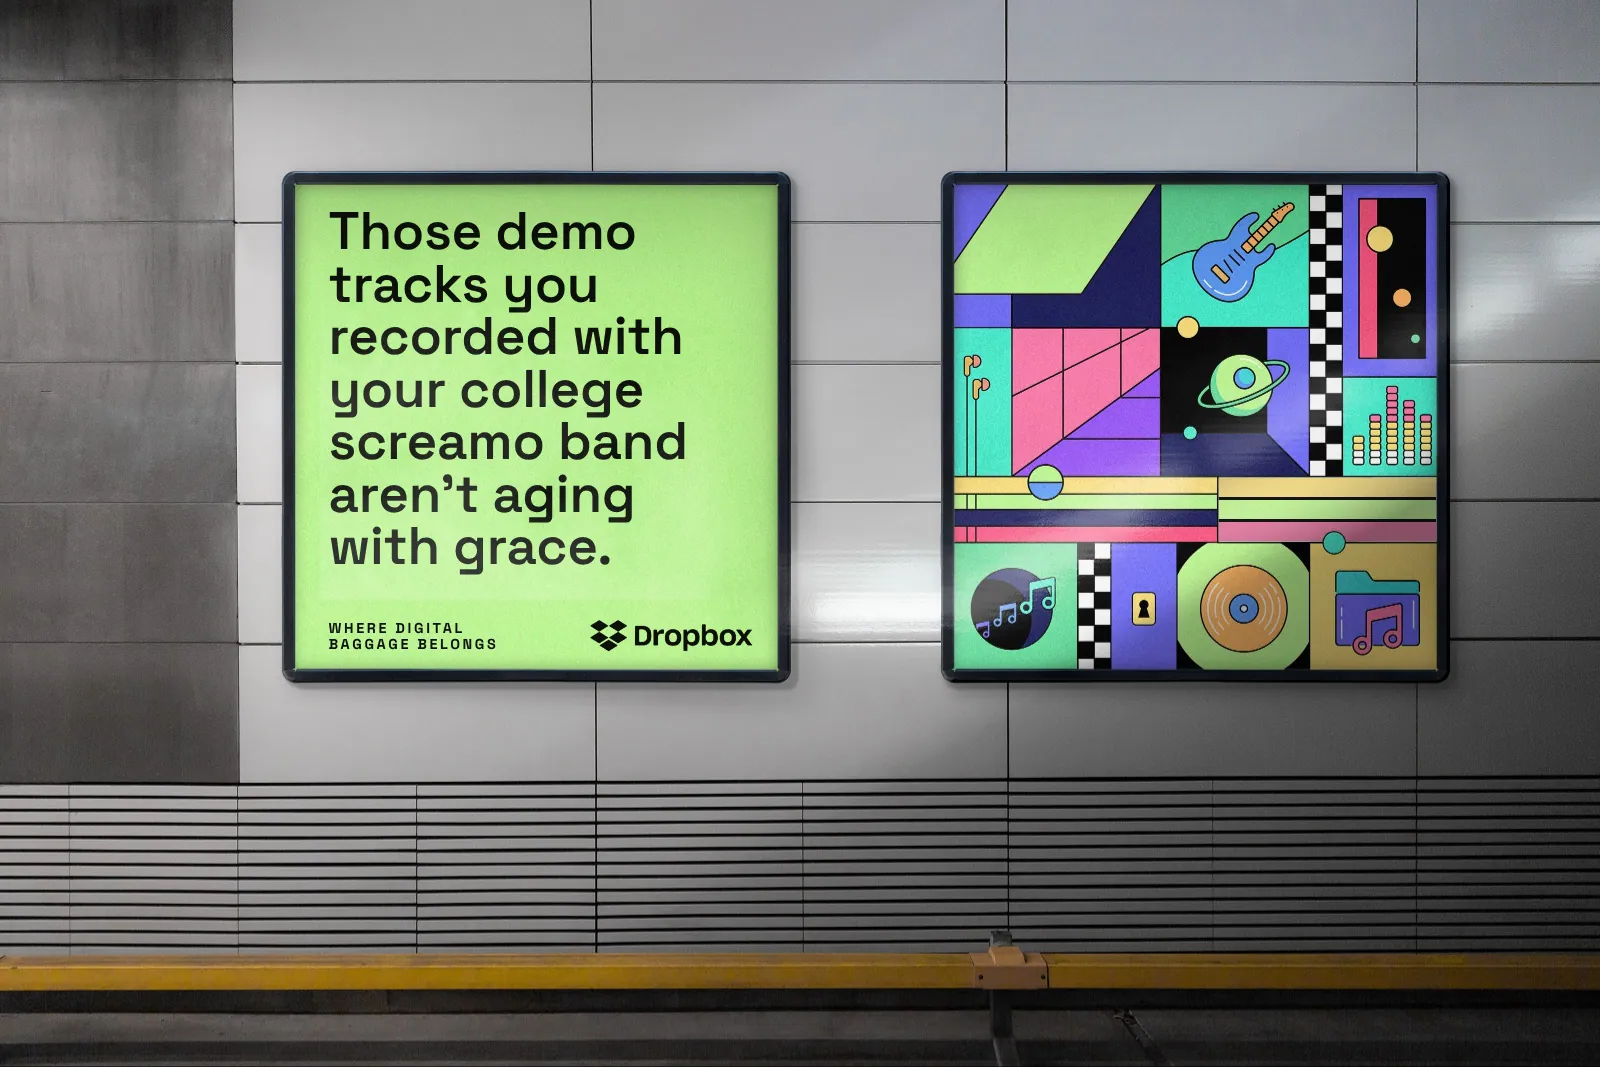 Those demo
tracks you
recorded with
your college
screamo band
aren't aging
with grace.
WHERE DIGITAL
BAGGAGE BELONGS
Dropbox